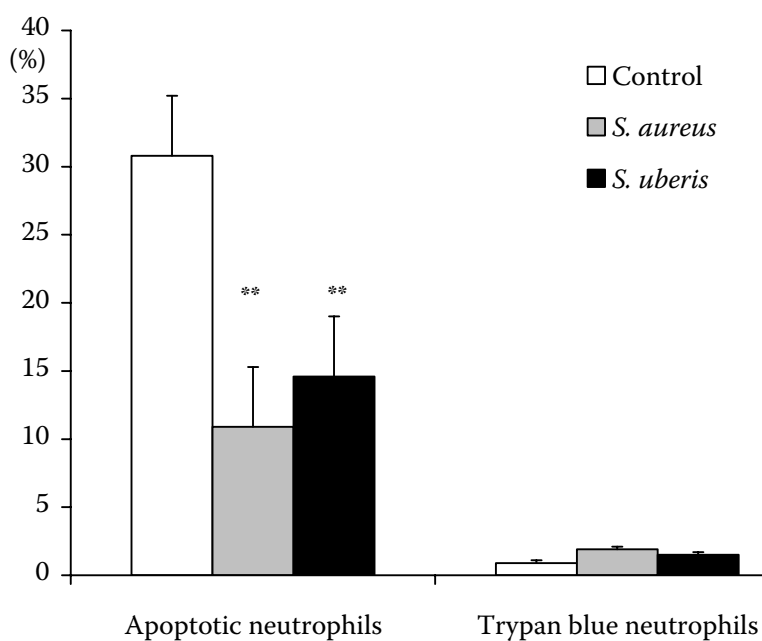 40
(%)
35
30
25
20
15
10
5
0
Control
S. aureus
S. uberis
**
**
Apoptotic neutrophils
Trypan blue neutrophils